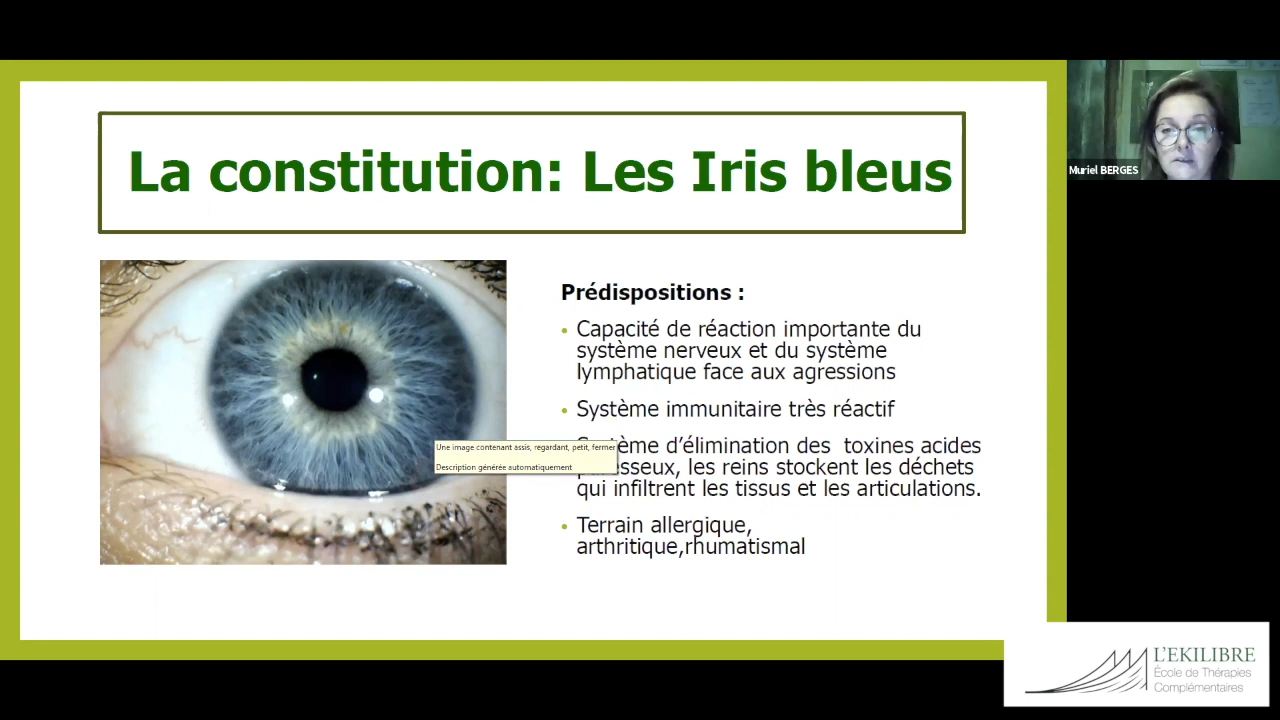 La constitution: Les Iris bleus
Muriel BERGES
Prédispositions :
• Capacité de réaction importante du
système nerveux et du système
lymphatique face aux agressions
• Système immunitaire très réactif
d’élimination des toxines acides
les reins stockent les déchets
qui infiltrent les tissus et les articulations.
• Terrain allergique,
arthritique,rhumatismal
Une image contenant assis, regardant, petit, fermer
Description générée automatiquement
L'EKILIBRE
École de Thérapies
Complémentaires